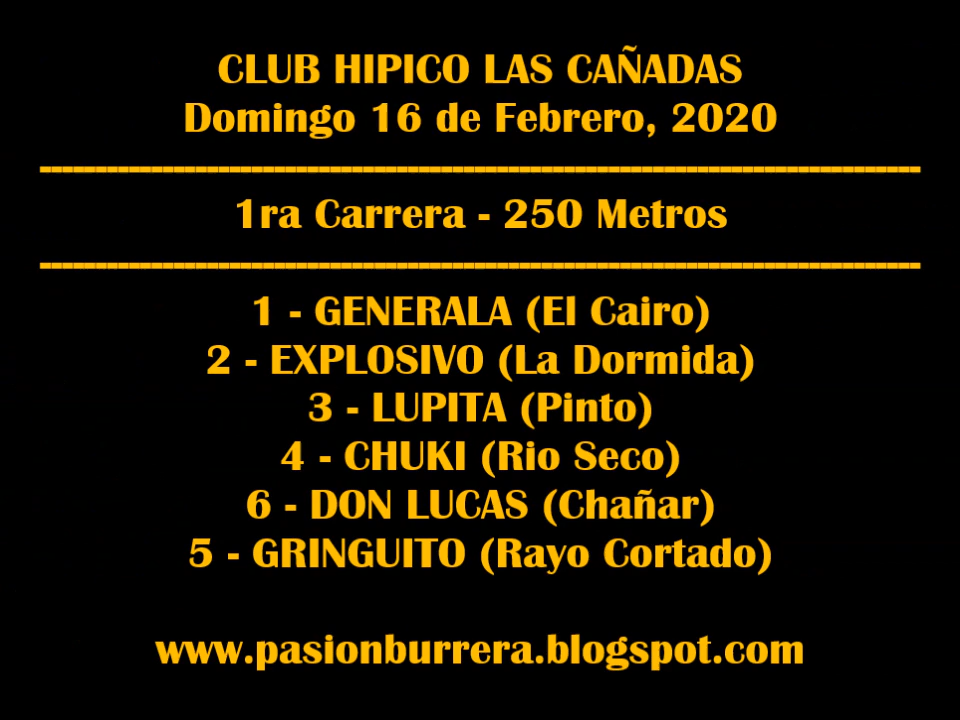 CLUB HIPICO LAS CAÑADAS
Domingo 16 de Febrero, 2020
--------------------------------------------------------------------------------
1ra Carrera - 250 Metros
--------------------------------------------------------------------------------
1 - GENERALA (El Cairo)
2 - EXPLOSIVO (La Dormida)
3 - LUPITA (Pinto)
4 - CHUKI (Rio Seco)
6 - DON LUCAS (Chañar)
5 - GRINGUITO (Rayo Cortado)
www.pasionburrera.blogspot.com